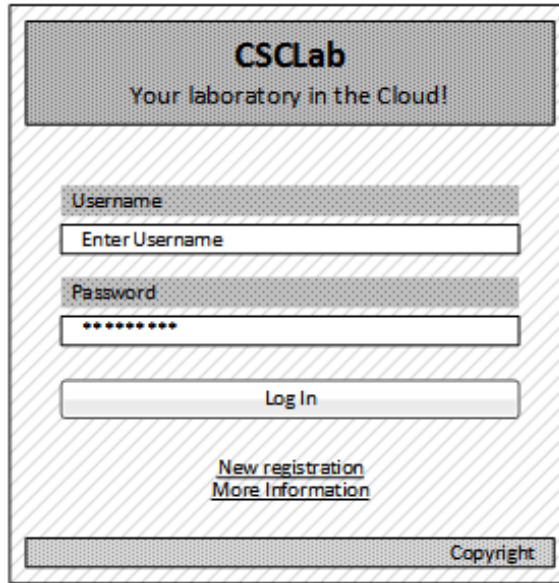 CSCLab
Your laboratory in the Cloud!
Username
Enter Username
Password
*********
Log In
New registration
More Information
Copyright